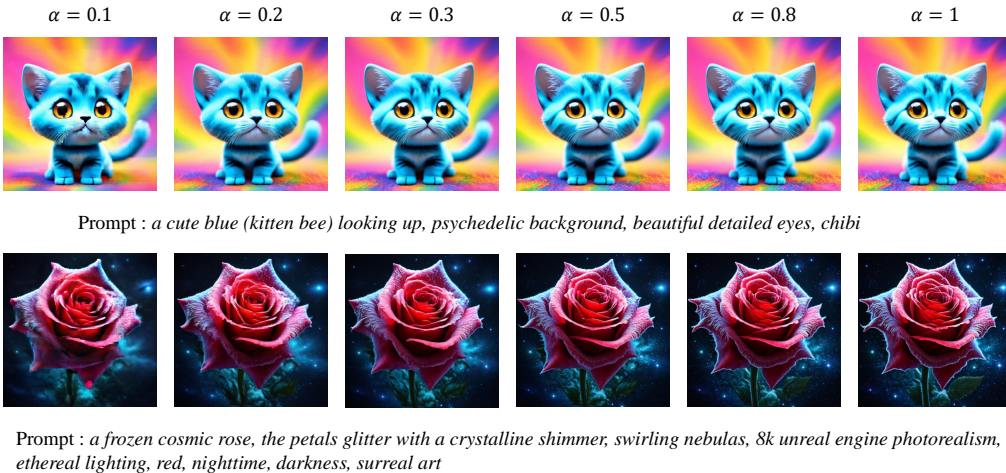 α = 0.1 α = 0.2 α = 0.3 α = 0.5 α = 0.8 α = 1
Prompt : a cute blue (kitten bee) looking up, psychedelic background, beautiful detailed eyes, chibi
Prompt : a frozen cosmic rose, the petals glitter with a crystalline shimmer, swirling nebulas, 8k unreal engine photorealism,
ethereal lighting, red, nighttime, darkness, surreal art